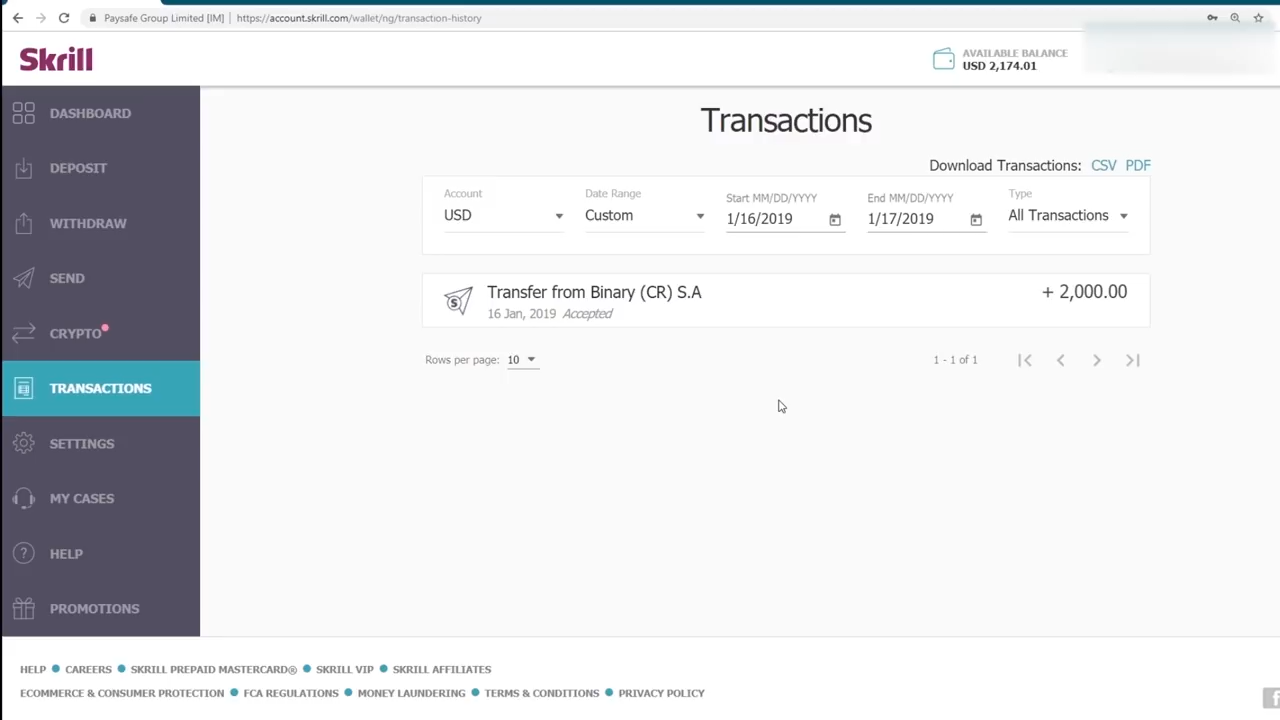 Paysafe Group Limited [IM] | https://account.skrill.com/wallet/ng/transaction-history
Skrill
AVAILABLE BALANCE
USD 2,174.01
DASHBOARD
DEPOSIT
WITHDRAW
SEND
CRYPTO
TRANSACTIONS
SETTINGS
MY CASES
HELP
PROMOTIONS
Transactions
Download Transactions: CSV PDF
Account Date Range Start MM/DD/YYYY End MM/DD/YYYY Type
USD Custom 1/16/2019 1/17/2019 All Transactions
Transfer from Binary (CR) S.A + 2,000.00
16 Jan, 2019 Accepted
Rows per page: 10 1 - 1 of 1
HELP CAREERS SKRILL PREPAID MASTERCARD® SKRILL VIP SKRILL AFFILIATES
ECOMMERCE & CONSUMER PROTECTION FCA REGULATIONS MONEY LAUNDERING TERMS & CONDITIONS PRIVACY POLICY